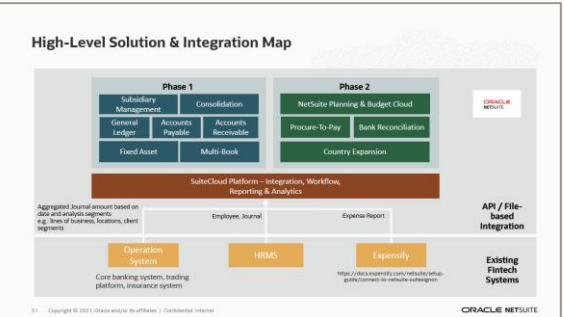 High-Level Solution & Integration Map
Phase 1
Subsidiary
Management
Consolidation
General
Ledger
Accounts
Payable
Accounts
Receivable
Fixed Asset
Multi-Book
Phase 2
NetSuite Planning & Budget Cloud
Procure-To-Pay
Bank Reconciliation
Country Expansion
ORACLE
NETSUITE
SuiteCloud Platform – Integration, Workflow,
Reporting & Analytics
Aggregated Journal amount based on
date and analysis segments
e.g.: lines of business, locations, client
segments
Employee, Journal
Expense Report
API / File-
based
Integration
Operation
System
HRMS
Expensify
Core banking system, trading
platform, insurance system
https://docs.expensify.com/netsuite/setup-
guide/connect-to-netsuite-suitesignon
Existing
Fintech
Systems
Copyright © 2021, Oracle and/or its affiliates | Confidential: Internal
ORACLE NETSUITE